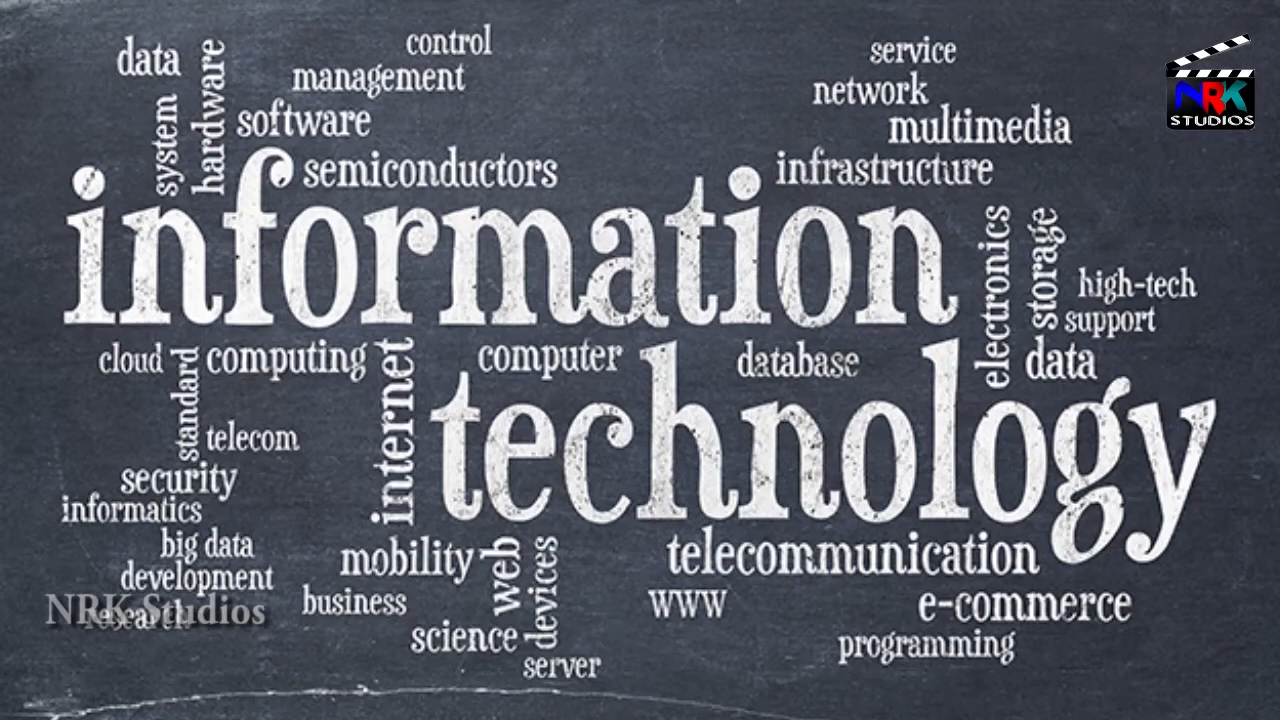 control
service
data
hardware
management
network
system
software
multimedia
semiconductors
infrastructure
NRK
STUDIOS
information
electronics
storage
high-tech
support
cloud
standard
computing
internet
computer
database
data
technology
telecom
security
informatics
big data
mobility
web
devices
telecommunication
development
NRK Studios
research
business
www
e-commerce
science
programming
server